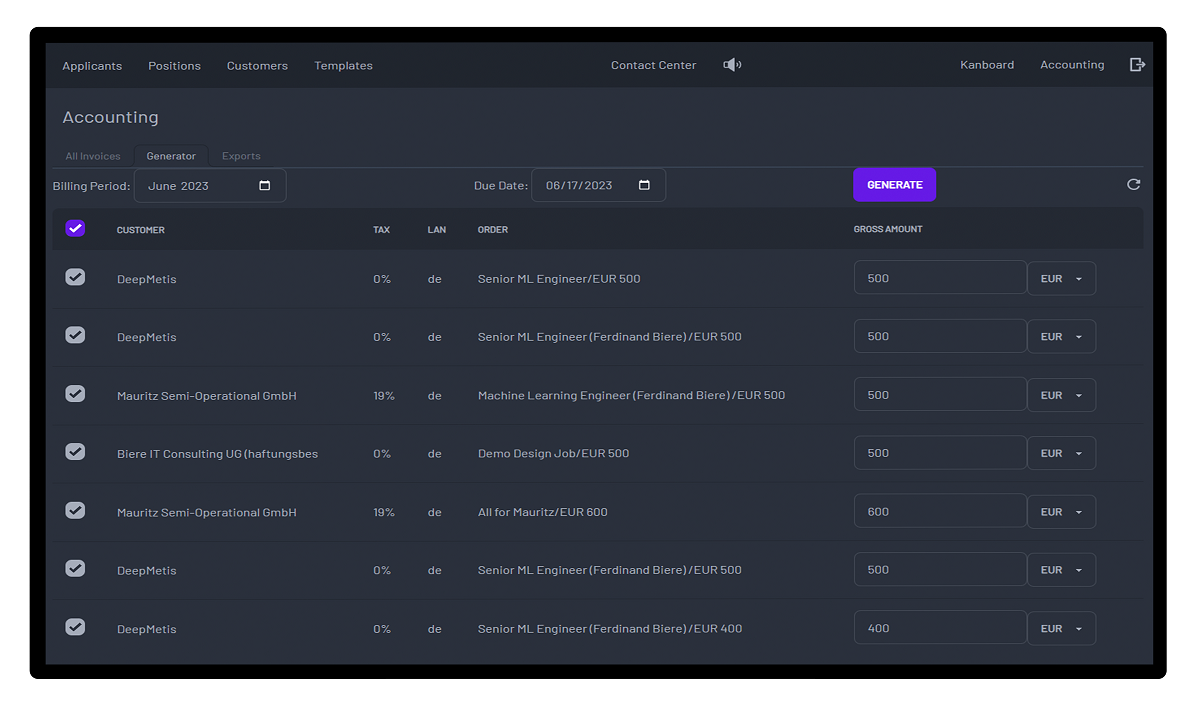 Applicants Positions Customers Templates Contact Center Kanboard Accounting
Accounting
All Invoices Generator Exports
Billing Period: June 2023 Due Date: 06/17/2023 GENERATE
CUSTOMER TAX LAN ORDER GROSS AMOUNT
DeepMetis 0% de Senior ML Engineer/EUR 500 500 EUR
DeepMetis 0% de Senior ML Engineer (Ferdinand Biere)/EUR 500 500 EUR
Mauritz Semi-Operational GmbH 19% de Machine Learning Engineer (Ferdinand Biere)/EUR 500 500 EUR
Biere IT Consulting UG (haftungsbes 0% de Demo Design Job/EUR 500 500 EUR
Mauritz Semi-Operational GmbH 19% de All for Mauritz/EUR 600 600 EUR
DeepMetis 0% de Senior ML Engineer (Ferdinand Biere)/EUR 500 500 EUR
DeepMetis 0% de Senior ML Engineer (Ferdinand Biere)/EUR 400 400 EUR